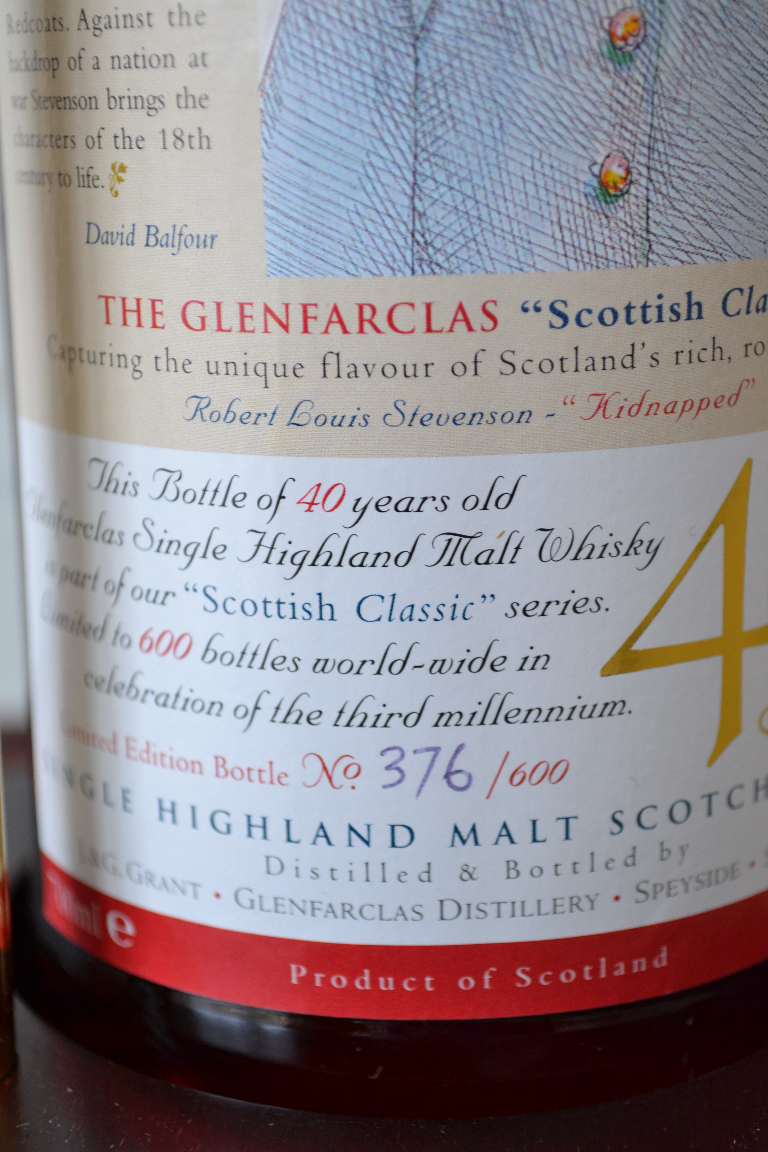 Redcoats. Against the
backdrop of a nation at
war Stevenson brings the
characters of the 18th
century to life.
David Balfour
THE GLENFARCLAS “Scottish Cla
Capturing the unique flavour of Scotland's rich, ro
Robert Louis Stevenson - “Kidnapped”
This Bottle of 40 years old
Glenfarclas Single Highland Malt Whisky
is part of our “Scottish Classic” series.
Limited to 600 bottles world-wide in
celebration of the third millennium.
4
Limited Edition Bottle No. 376 /600
SINGLE HIGHLAND MALT SCOTCH
Distilled & Bottled by
J.&G. GRANT • GLENFARCLAS DISTILLERY • SPEYSIDE • S
700ml e
Product of Scotland